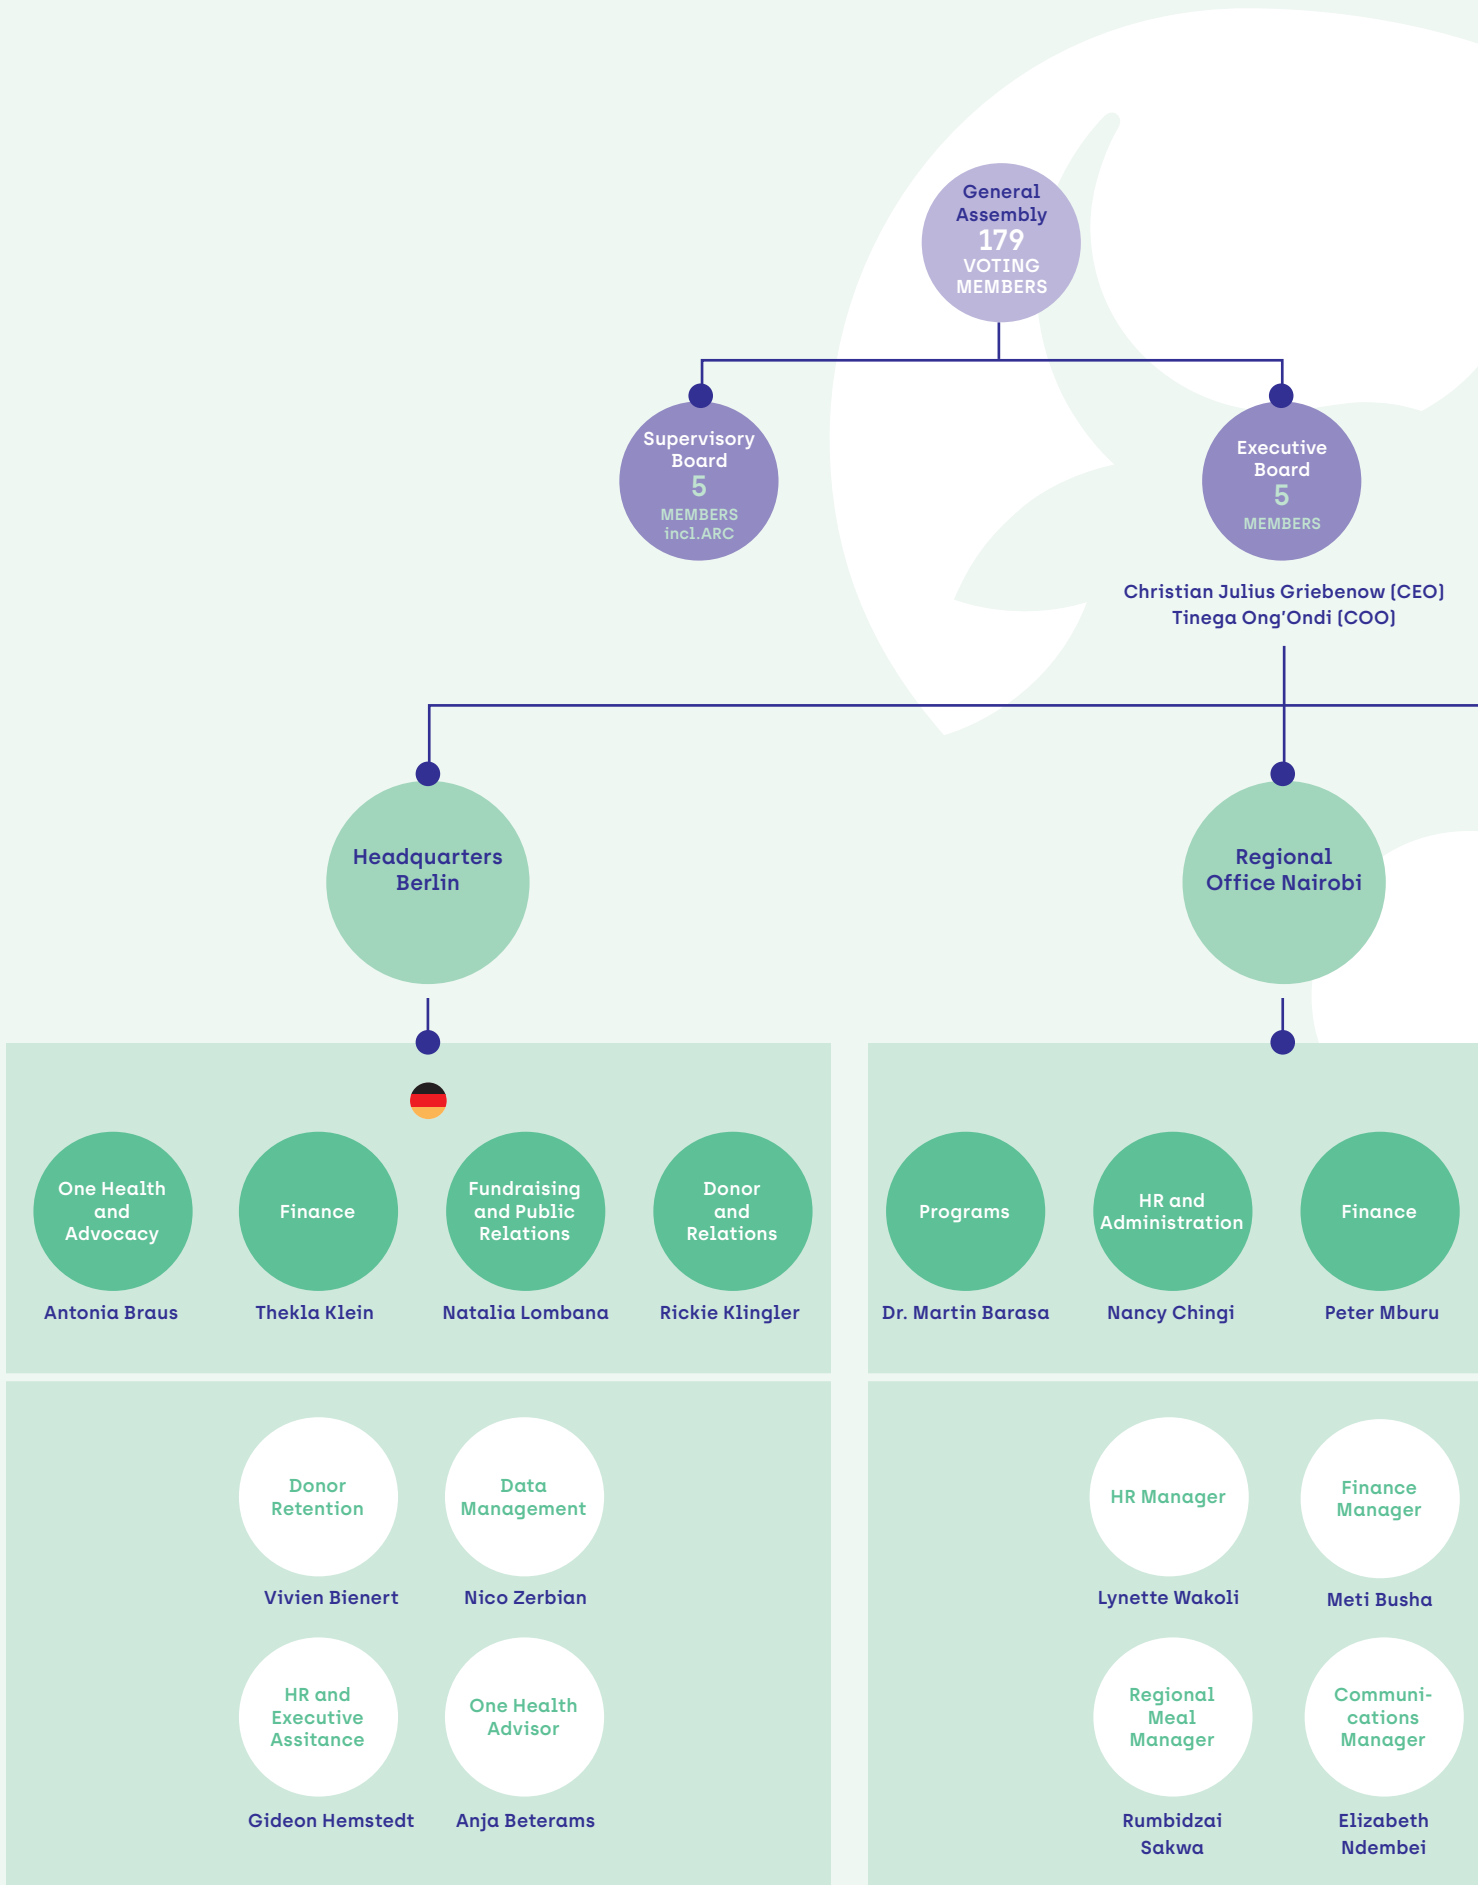 General
Assembly
179
VOTING
MEMBERS
Supervisory
Board
5
MEMBERS
incl.ARC
Executive
Board
5
MEMBERS
Christian Julius Griebenow (CEO)
Tinega Ong'Ondi (COO)
Headquarters
Berlin
Regional
Office Nairobi
One Health
and
Advocacy
Antonia Braus
Finance
Thekla Klein
Fundraising
and Public
Relations
Natalia Lombana
Donor
and
Relations
Rickie Klingler
Programs
Dr. Martin Barasa
HR and
Administration
Nancy Chingi
Finance
Peter Mburu
Donor
Retention
Vivien Bienert
Data
Management
Nico Zerbian
HR and
Executive
Assitance
Gideon Hemstedt
One Health
Advisor
Anja Beterams
HR Manager
Lynette Wakoli
Finance
Manager
Meti Busha
Regional
Meal
Manager
Rumbidzai
Sakwa
Communi-
cations
Manager
Elizabeth
Ndembei